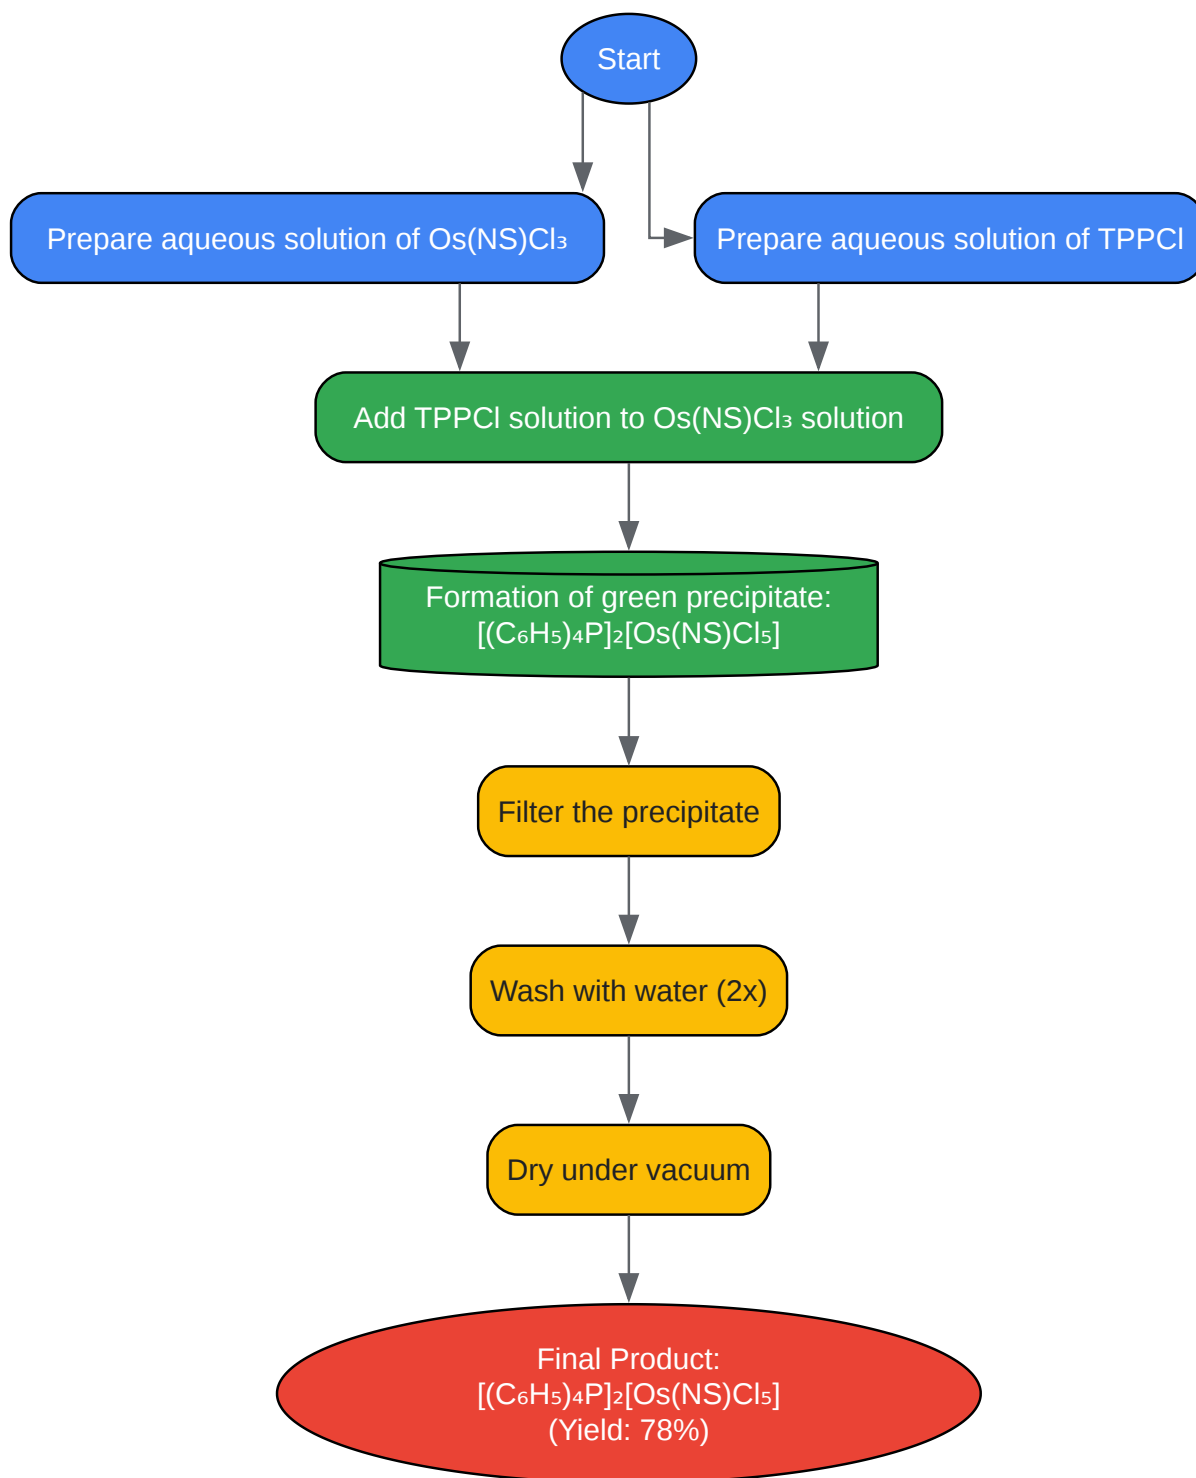 Start
Prepare aqueous solution of Os(NS)Cl₃
Prepare aqueous solution of TPPCl
Add TPPCl solution to Os(NS)Cl₃ solution
Formation of green precipitate:
[(C₆H₅)₄P]₂[Os(NS)Cl₅]
Filter the precipitate
Wash with water (2x)
Dry under vacuum
Final Product:
[(C₆H₅)₄P]₂[Os(NS)Cl₅]
(Yield: 78%)